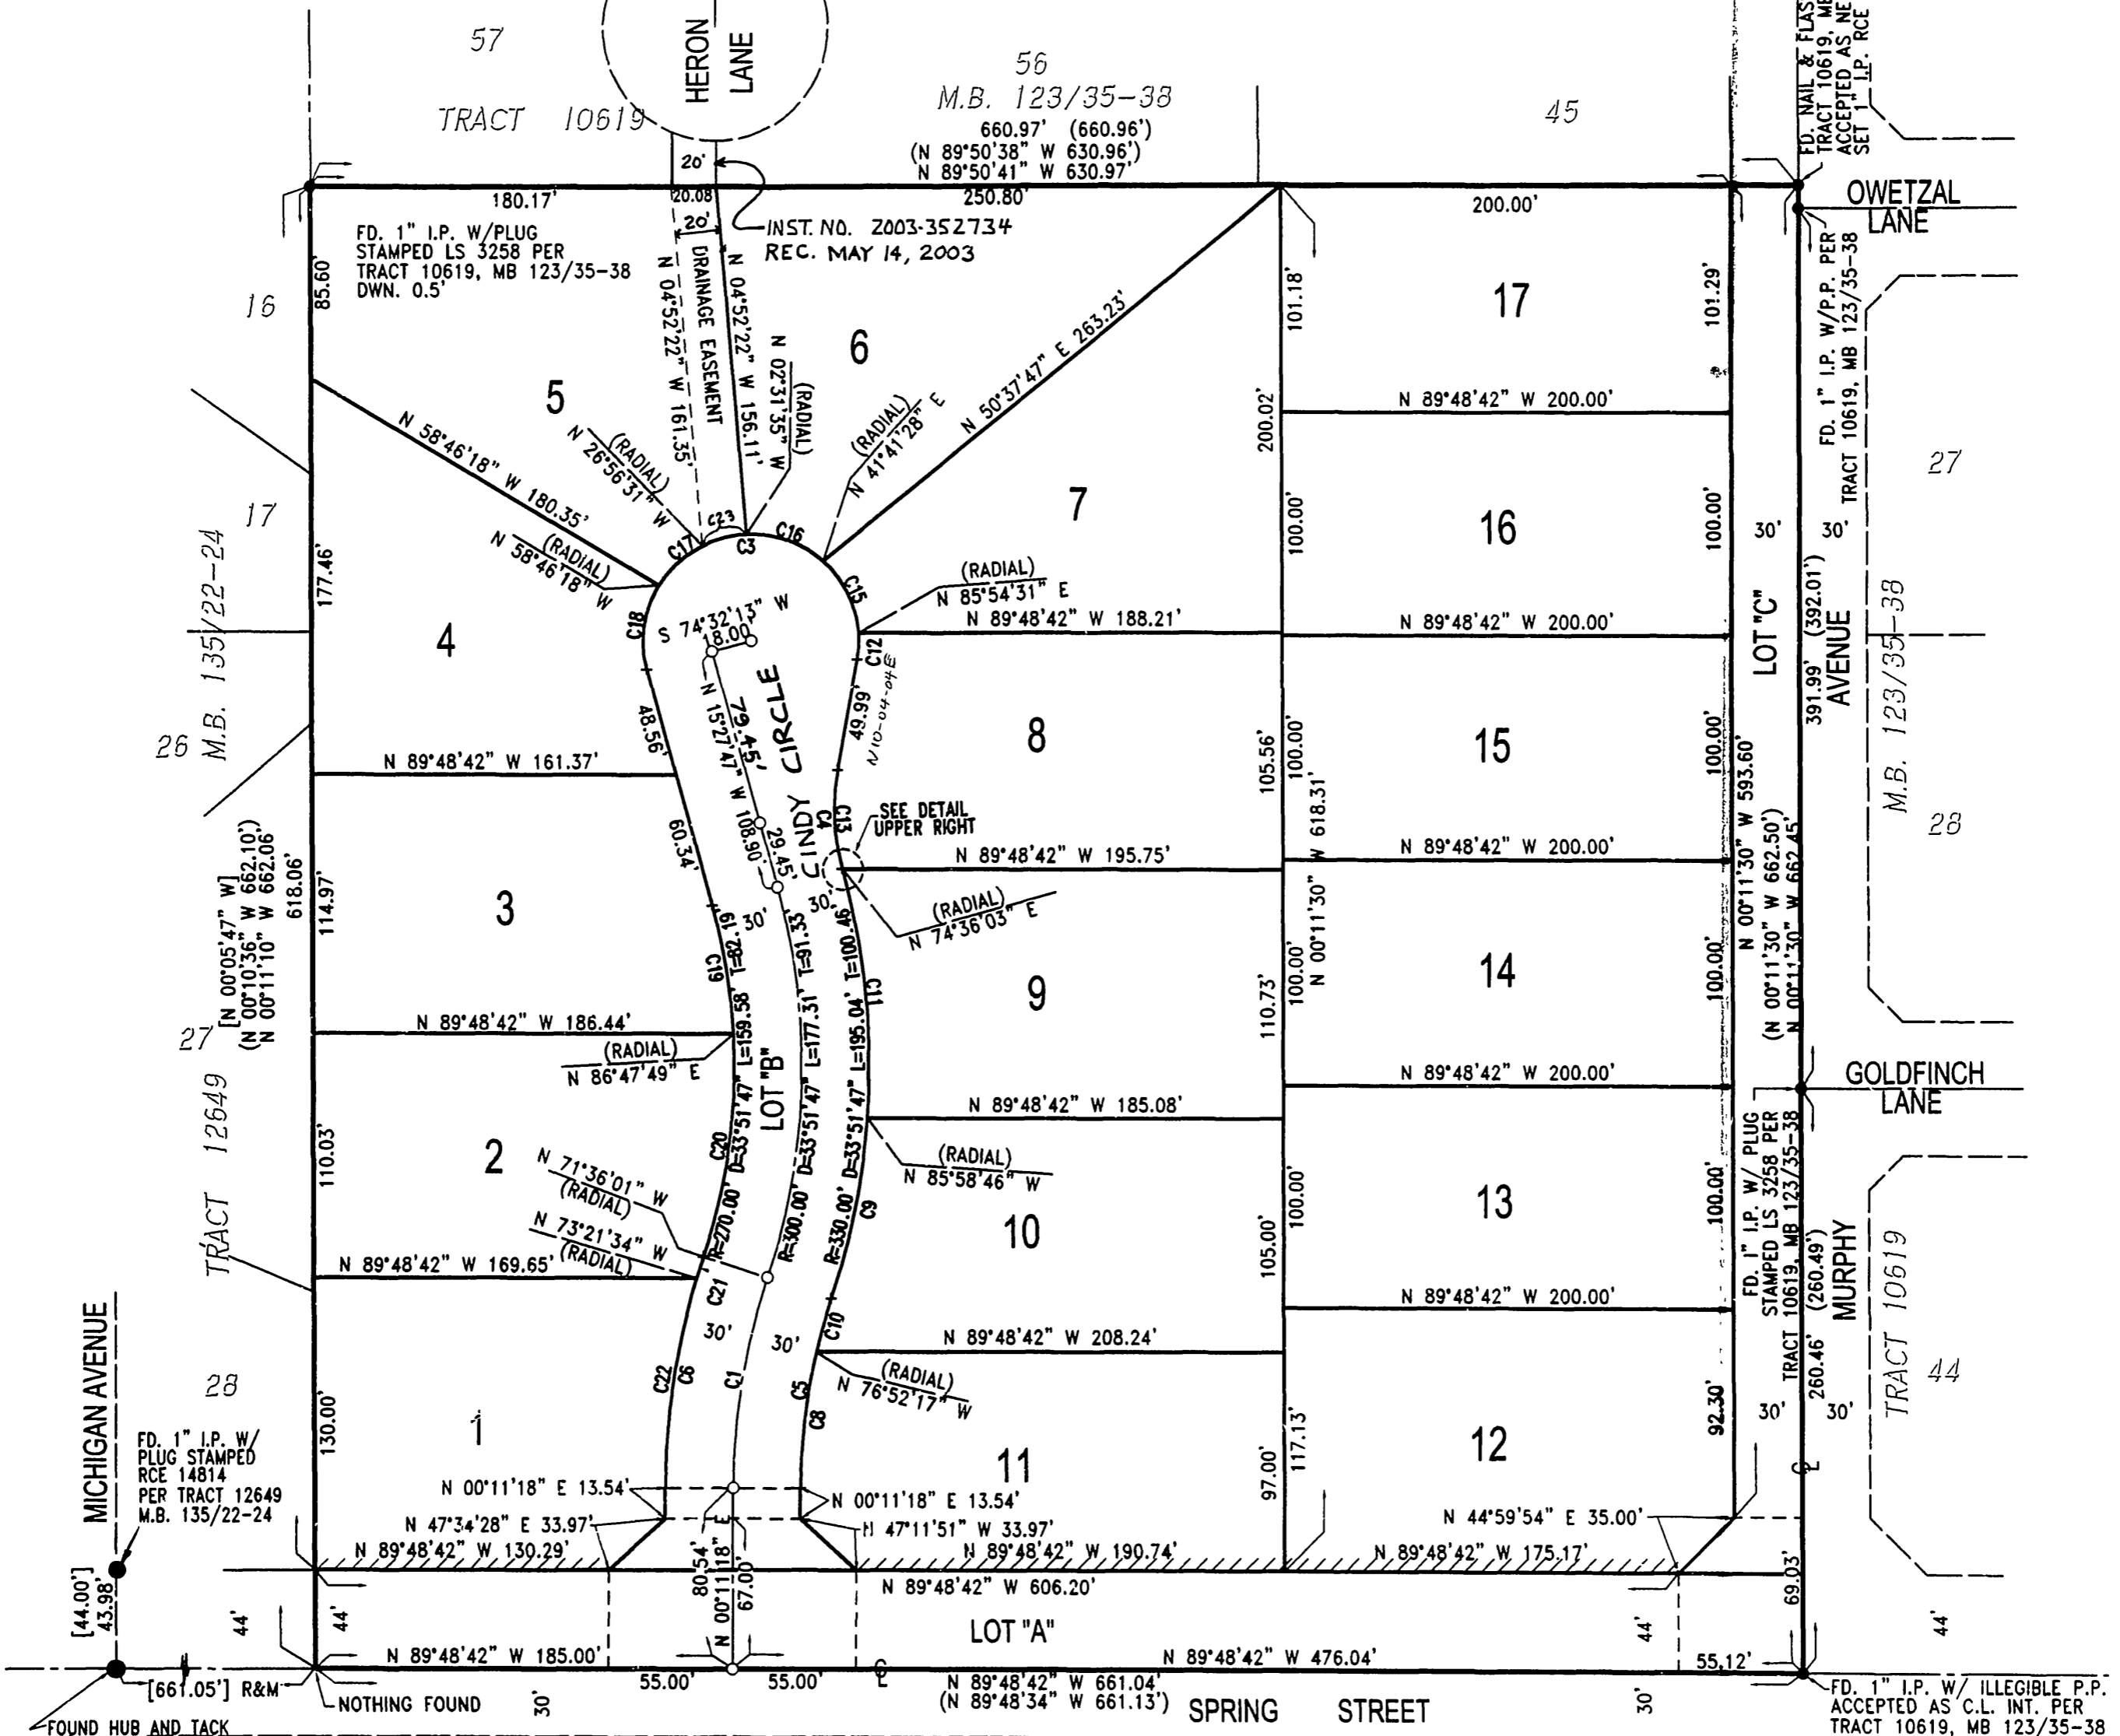 57
HERON
LANE
56
M.B. 123/35-38
TRACT 10619
45
660.97' (660.96')
(N 89°50'38" W 630.96')
N 89°50'41" W 630.97'
20'
180.17'
20.08'
250.80'
200.00'
20'
INST. NO. 2003-352734
REC. MAY 14, 2003
FD. 1" I.P. W/PLUG
STAMPED LS 3258 PER
TRACT 10619, MB 123/35-38
DWN. 0.5'
OWETZAL
LANE
FD. 1" I.P. W/P.P. PER
TRACT 10619, MB 123/35-38
16
85.60'
N 04°52'22" W 161.35'
DRAINAGE EASEMENT
N 04°52'22" W 156.11'
N 02°31'35" W
(RADIAL)
5
6
N 50°37'47" E 263.23'
(RADIAL)
N 41°41'28" E
101.18'
17
101.29'
N 89°48'42" W 200.00'
N 58°46'18" W 180.35'
(RADIAL)
N 26°56'31" W
(RADIAL)
N 58°46'18" W
200.02'
17
7
C23
C17
C3
C16
C15
C18
C12
27
100.00'
16
100.00'
30'
30'
177.46'
M.B. 135/22-24
(RADIAL)
N 85°54'31" E
N 89°48'42" W 188.21'
N 89°48'42" W 200.00'
LOT "C"
391.99' (392.01')
AVENUE
M.B. 123/35-38
4
S 74°32'13" W
18.00'
48.56'
79.45'
N 15°27'47" W 108.90'
29.45'
CINDY CIRCLE
49.99'
N10-04-04E
8
105.56'
100.00'
15
100.00'
26
N 89°48'42" W 161.37'
C4
C13
SEE DETAIL
UPPER RIGHT
N 00°11'30" W 618.31'
N 00°11'30" W 593.60'
(N 00°11'30" W 662.50')
N 00°11'30" W 662.45'
28
60.34'
N 89°48'42" W 195.75'
N 89°48'42" W 200.00'
(RADIAL)
N 74°36'03" E
[N 00°05'47" W]
(N 00°10'36" W 662.10')
N 00°11'10" W 662.06'
618.06'
114.97'
3
30'
30'
C19
C11
9
110.73'
100.00'
14
100.00'
27
N 89°48'42" W 186.44'
(RADIAL)
N 86°47'49" E
R=270.00' D=33°51'47" L=159.58' T=82.19'
R=300.00' D=33°51'47" L=177.31' T=91.33'
R=330.00' D=33°51'47" L=195.04' T=100.46'
LOT "B"
N 89°48'42" W 200.00'
GOLDFINCH
LANE
N 89°48'42" W 185.08'
(RADIAL)
N 85°58'46" W
TRACT 12649
110.03'
2
C20
C9
N 71°36'01" W
(RADIAL)
N 73°21'34" W
(RADIAL)
10
105.00'
100.00'
13
100.00'
FD. 1" I.P. W/ PLUG
STAMPED LS 3258 PER
TRACT 10619, MB 123/35-38
260.46' (260.49')
MURPHY
TRACT 10619
N 89°48'42" W 169.65'
C21
C10
N 89°48'42" W 200.00'
30'
30'
N 89°48'42" W 208.24'
(RADIAL)
N 76°52'17" W
MICHIGAN AVENUE
28
C22
C6
C1
C5
C8
44
130.00'
1
11
97.00'
117.13'
12
92.30'
30'
30'
FD. 1" I.P. W/
PLUG STAMPED
RCE 14814
PER TRACT 12649
M.B. 135/22-24
N 00°11'18" E 13.54'
N 00°11'18" E 13.54'
N 47°34'28" E 33.97'
N 47°11'51" W 33.97'
N 44°59'54" E 35.00'
N 89°48'42" W 130.29'
N 89°48'42" W 190.74'
N 89°48'42" W 175.17'
N 89°48'42" W 606.20'
80.54'
N 00°11'18" E
67.00'
69.03'
[44.00']
43.98'
44'
44'
LOT "A"
44'
44'
N 89°48'42" W 185.00'
N 89°48'42" W 476.04'
55.12'
[661.05'] R&M
NOTHING FOUND
55.00'
55.00'
N 89°48'42" W 661.04'
(N 89°48'34" W 661.13')
30'
SPRING STREET
30'
FOUND HUB AND TACK
FD. 1" I.P. W/ ILLEGIBLE P.P.
ACCEPTED AS C.L. INT. PER
TRACT 10619, MB 123/35-38